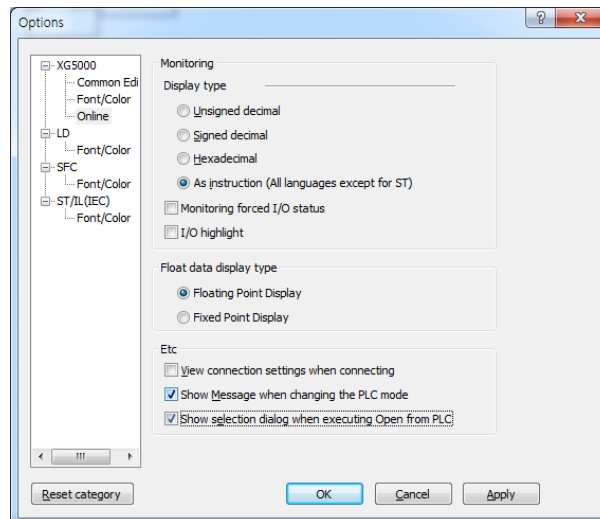 Options
XG5000
Common Edi
Font/Color
Online
LD
Font/Color
SFC
Font/Color
ST/IL(IEC)
Font/Color
Monitoring
Display type
Unsigned decimal
Signed decimal
Hexadecimal
As instruction (All languages except for ST)
Monitoring forced I/O status
I/O highlight
Float data display type
Floating Point Display
Fixed Point Display
Etc
View connection settings when connecting
Show Message when changing the PLC mode
Show selection dialog when executing Open from PLC
Reset category
OK
Cancel
Apply